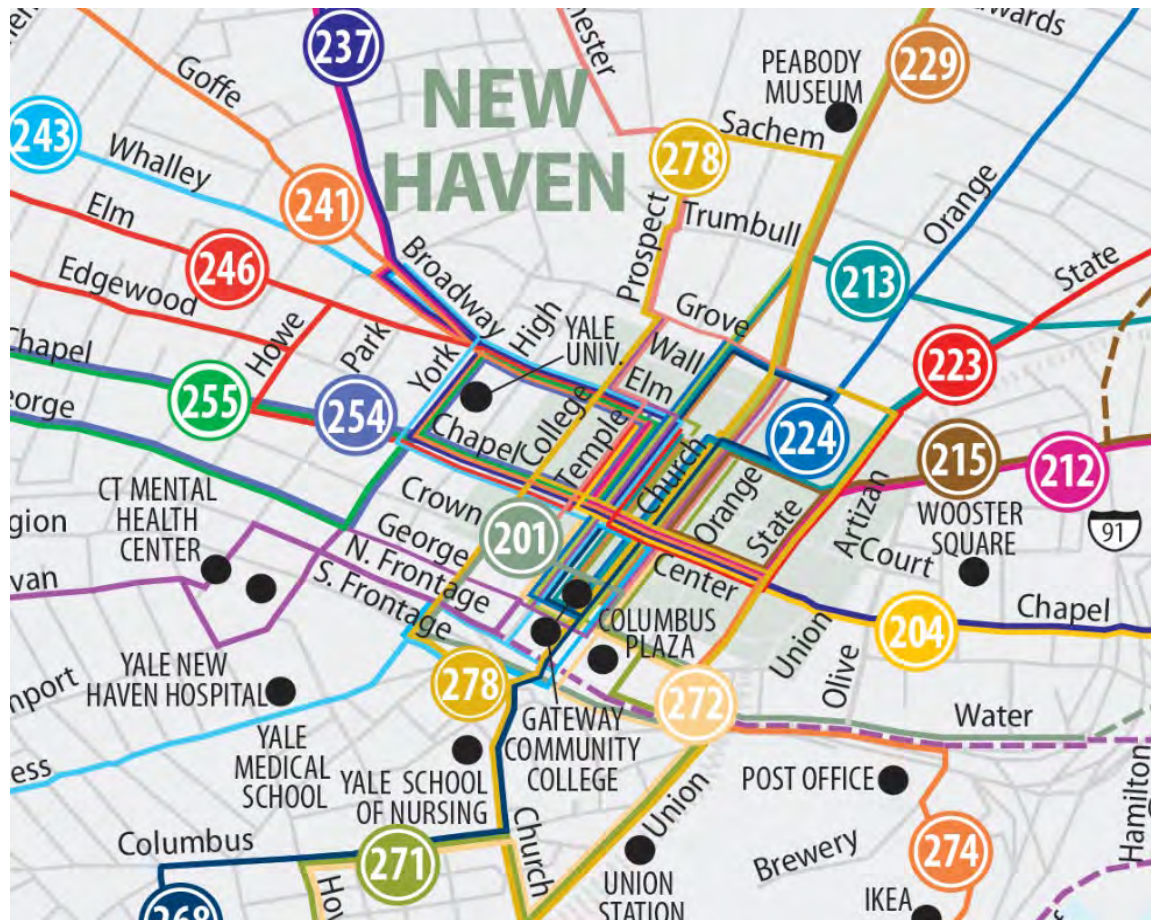 237
chester
PEABODY
MUSEUM
229
Goffe
NEW
HAVEN
Sachem
243
Whalley
278
241
Trumbull
Orange
Elm
Prospect
State
246
Broadway
213
Edgewood
High
Grove
YALE
UNIV.
Howe
Park
York
Wall
Elm
223
Chapel
255
254
College
Temple
224
George
Chapel
Church
215
212
CT MENTAL
HEALTH
CENTER
Crown
Orange
State
Artizan
WOOSTER
SQUARE
91
201
George
N. Frontage
S. Frontage
Center
Court
COLUMBUS
PLAZA
Union
204
Chapel
YALE NEW
HAVEN HOSPITAL
278
Olive
GATEWAY
COMMUNITY
COLLEGE
272
Water
YALE
MEDICAL
SCHOOL
YALE SCHOOL
OF NURSING
POST OFFICE
Columbus
271
Church
Union
Brewery
274
Hamilton
268
UNION
STATION
IKEA